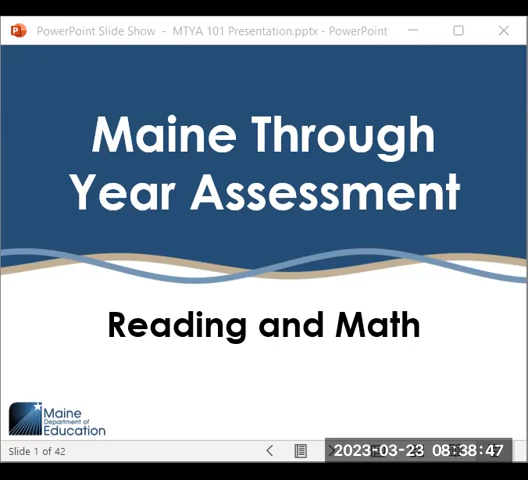 PowerPoint Slide Show - MTYA 101 Presentation.pptx - PowerPoint
Maine Through
Year Assessment
Reading and Math
Maine
Department of
Education
Slide 1 of 42
2023-03-23 08:38:47